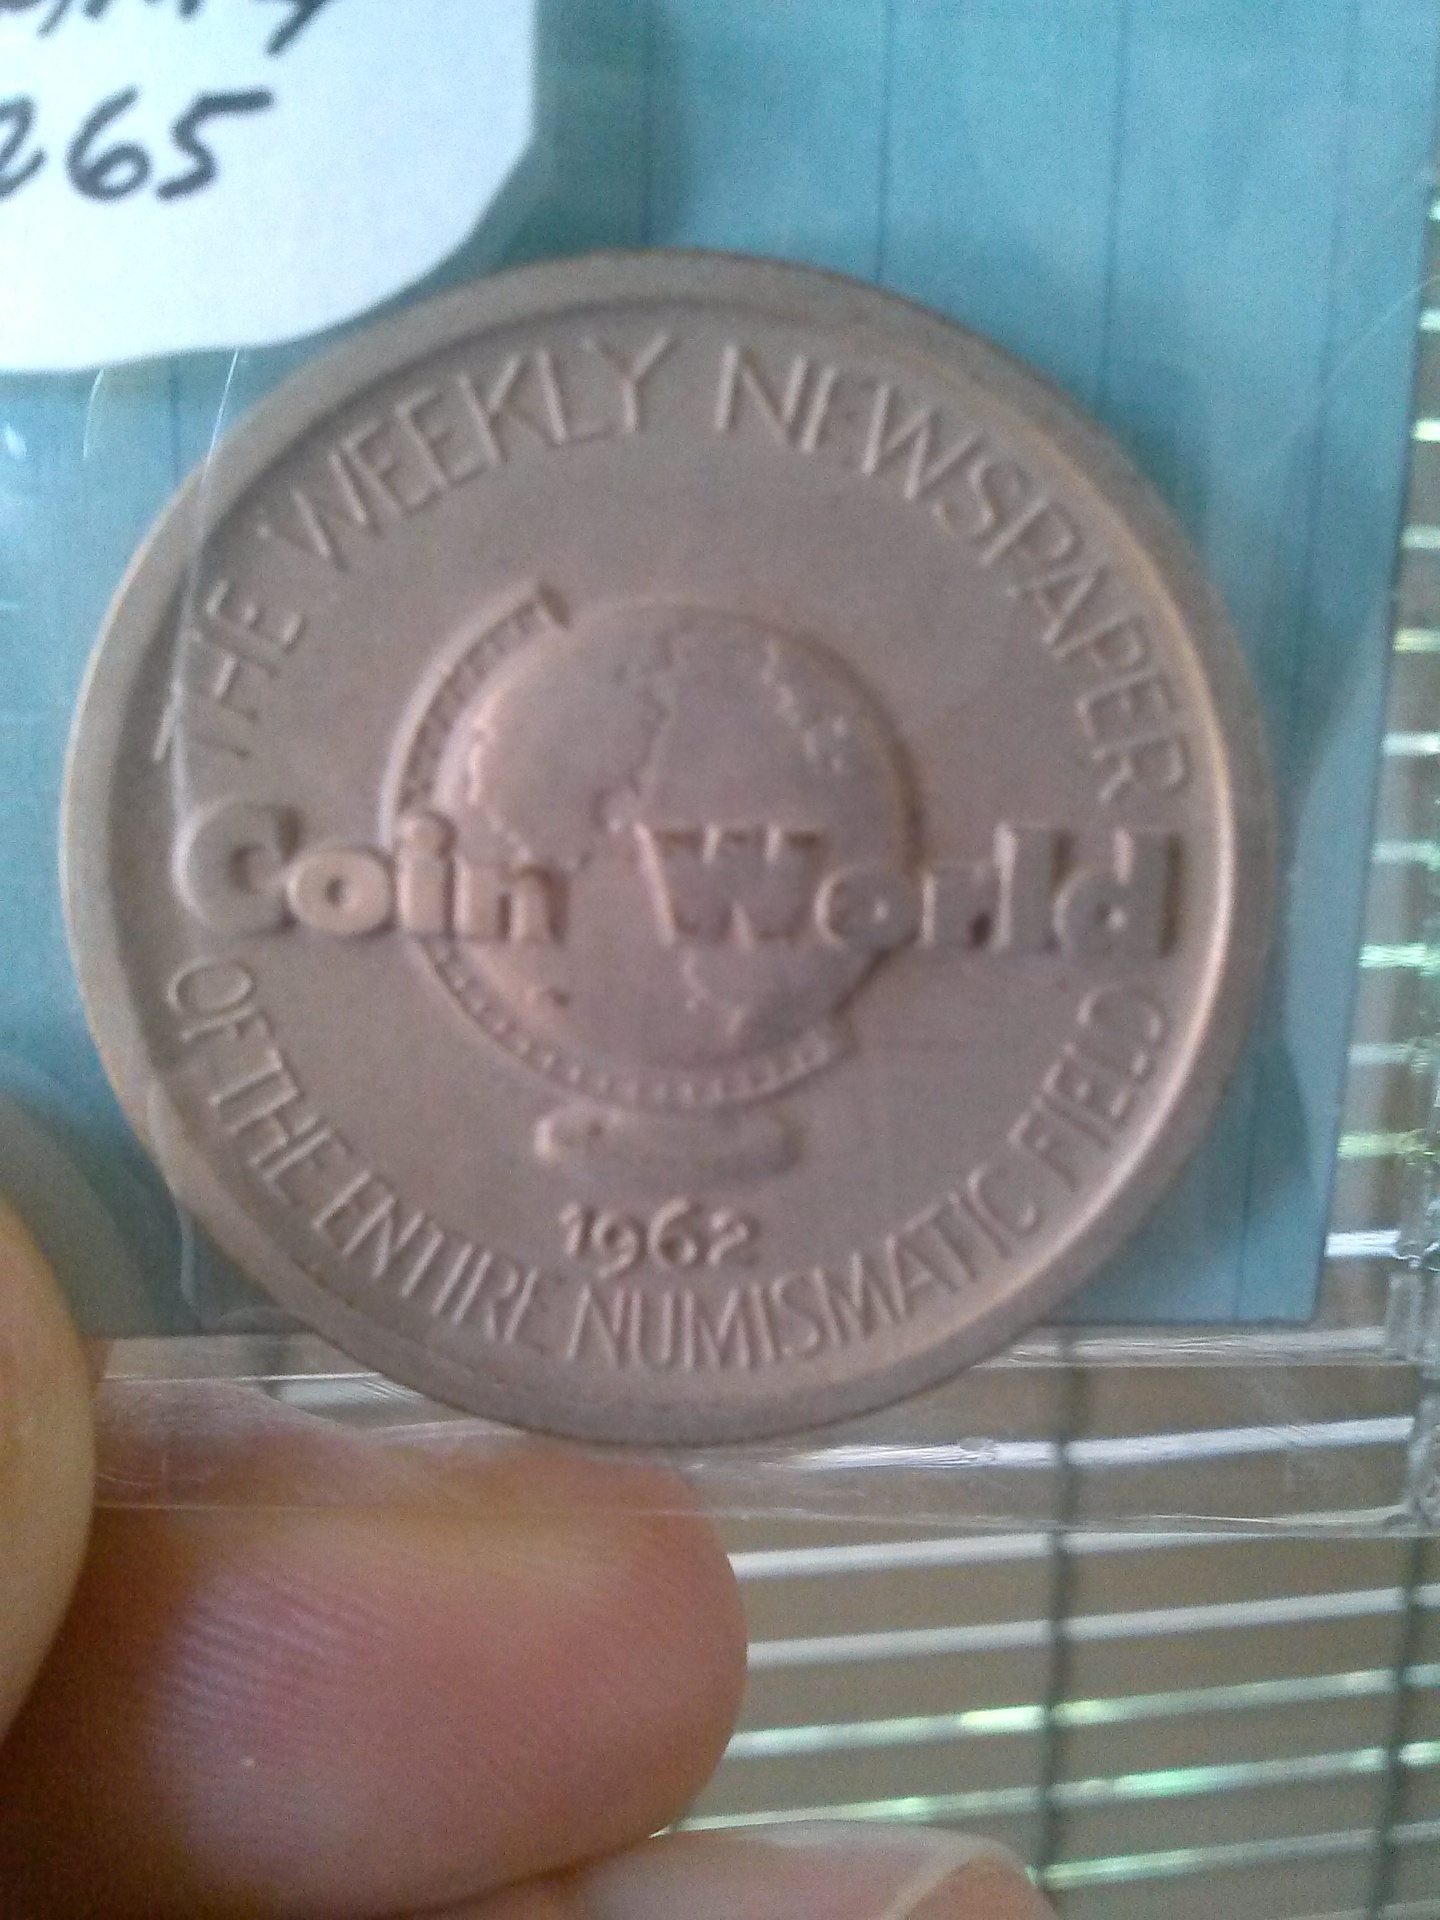 265
THE WEEKLY NEWSPAPER
Coin World
1962
OF THE ENTIRE NUMISMATIC FIELD